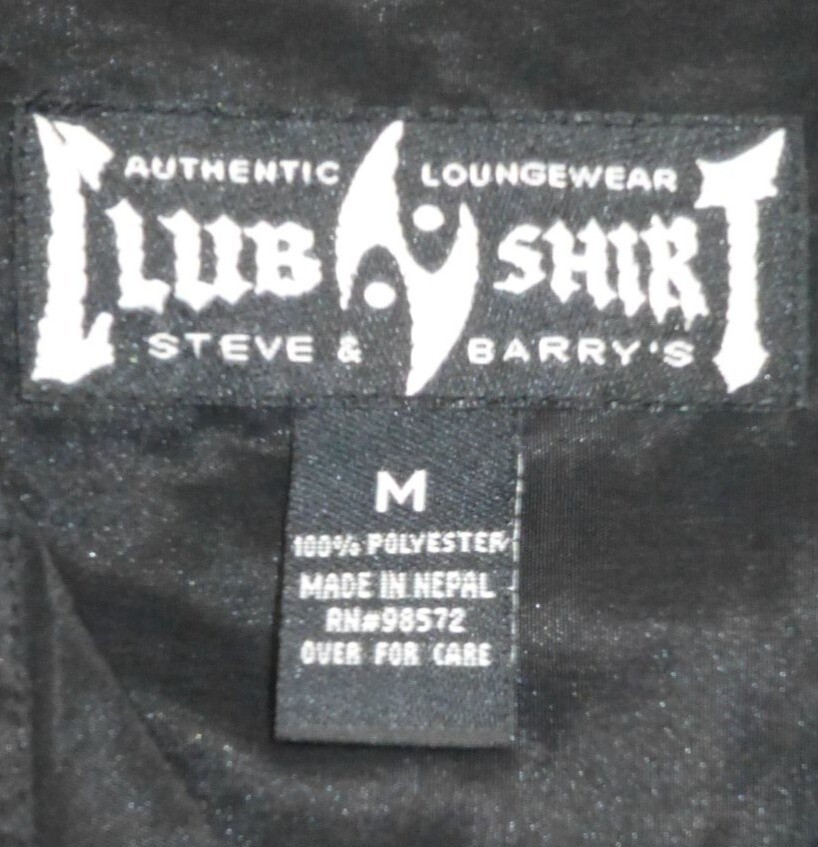 AUTHENTIC LOUNGEWEAR
CLUB SHIRT
STEVE & BARRY'S
M
100% POLYESTER
MADE IN NEPAL
RN#98572
OVER FOR CARE